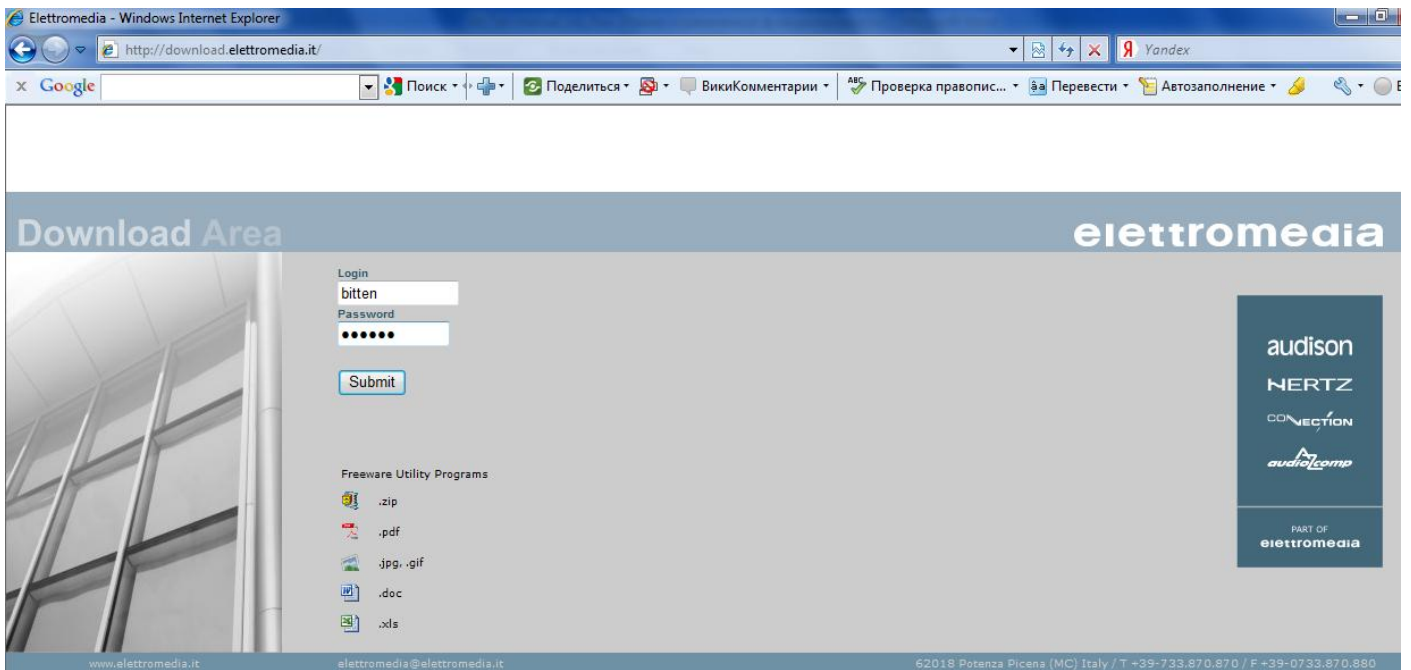 Elettromedia - Windows Internet Explorer
http://download.elettromedia.it/
Yandex
x Google Поиск Поделиться ВикиКомментарии Проверка правопис... Перевести Автозаполнение
Download Area
elettromedia
Login
bitten
Password
••••••
Submit
audison
HERTZ
CONNECTION
audiocomp
PART OF
elettromedia
Freeware Utility Programs
.zip
.pdf
.jpg, .gif
.doc
.xls
www.elettromedia.it elettromedia@elettromedia.it 62018 Potenza Picena (MC) Italy / T +39-733.870.870 / F +39-0733.870.880